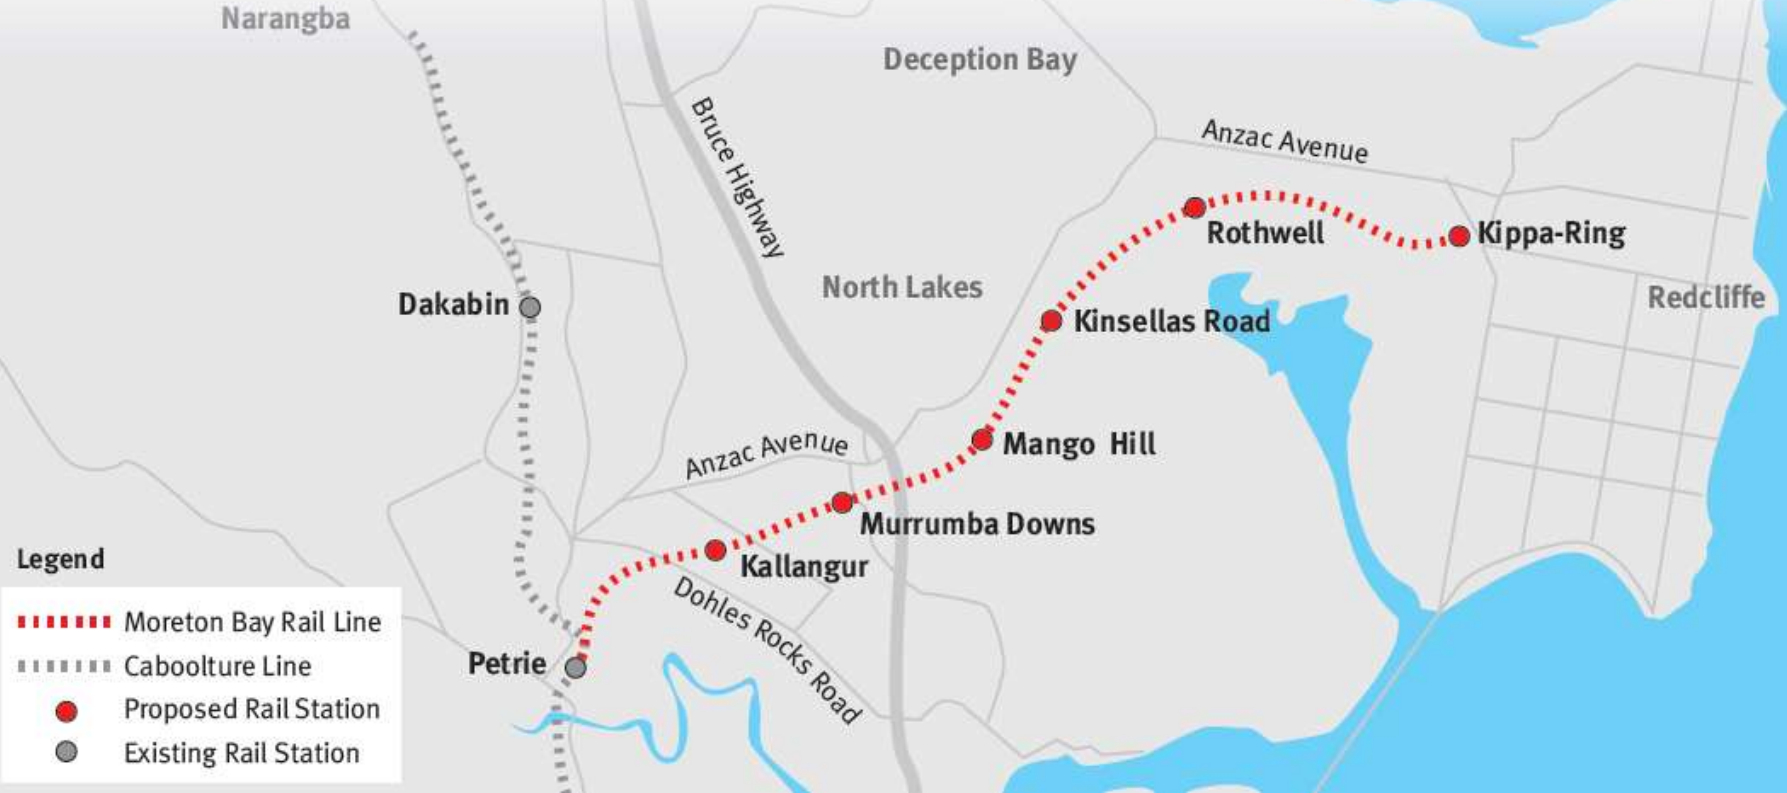 Narangba
Deception Bay
Bruce Highway
Anzac Avenue
Rothwell
Kippa-Ring
North Lakes
Redcliffe
Dakabin
Kinsellas Road
Anzac Avenue
Mango Hill
Murrumba Downs
Kallangur
Dohles Rocks Road
Petrie
Legend
Moreton Bay Rail Line
Caboolture Line
Proposed Rail Station
Existing Rail Station